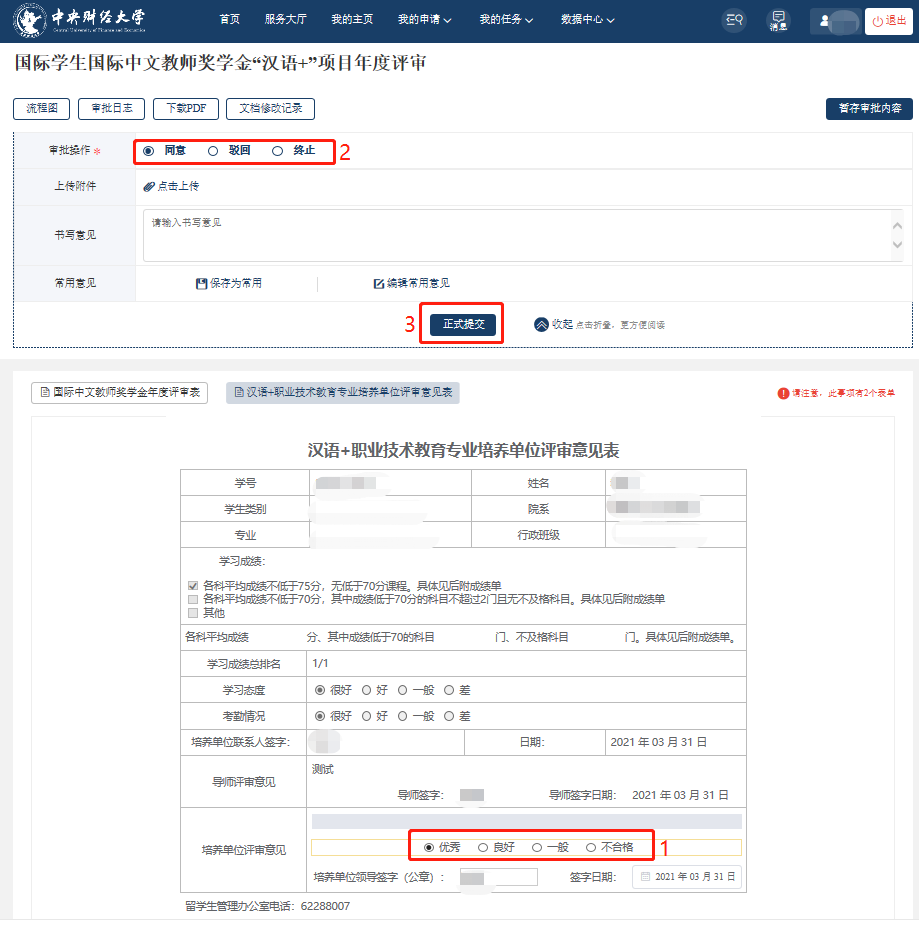 中央财经大学
Central University of Finance and Economics
首页 服务大厅 我的主页 我的申请 我的任务 数据中心 消息 退出
国际学生国际中文教师奖学金“汉语+”项目年度评审
流程图 审批日志 下载PDF 文档修改记录 暂存审批内容
审批操作 * 同意 驳回 终止 2
上传附件 点击上传
书写意见 请输入书写意见
常用意见 保存为常用 编辑常用意见
3 正式提交 收起 点击折叠，更方便阅读
国际中文教师奖学金年度评审表 汉语+职业技术教育专业培养单位评审意见表 请注意，此事项有2个表单
汉语+职业技术教育专业培养单位评审意见表
学号 姓名
学生类别 院系
专业 行政班级
学习成绩:
各科平均成绩不低于75分，无低于70分课程。具体见后附成绩单
各科平均成绩不低于70分，其中成绩低于70分的科目不超过2门且无不及格科目。具体见后附成绩单
其他
各科平均成绩 分、其中成绩低于70的科目 门、不及格科目 门。具体见后附成绩单。
学习成绩总排名 1/1
学习态度 很好 好 一般 差
考勤情况 很好 好 一般 差
培养单位联系人签字: 日期: 2021 年 03 月 31 日
导师评审意见 测试
导师签字: 导师签字日期: 2021 年 03 月 31 日
培养单位评审意见 优秀 良好 一般 不合格 1
培养单位领导签字（公章）: 签字日期: 2021 年 03 月 31 日
留学生管理办公室电话：62288007